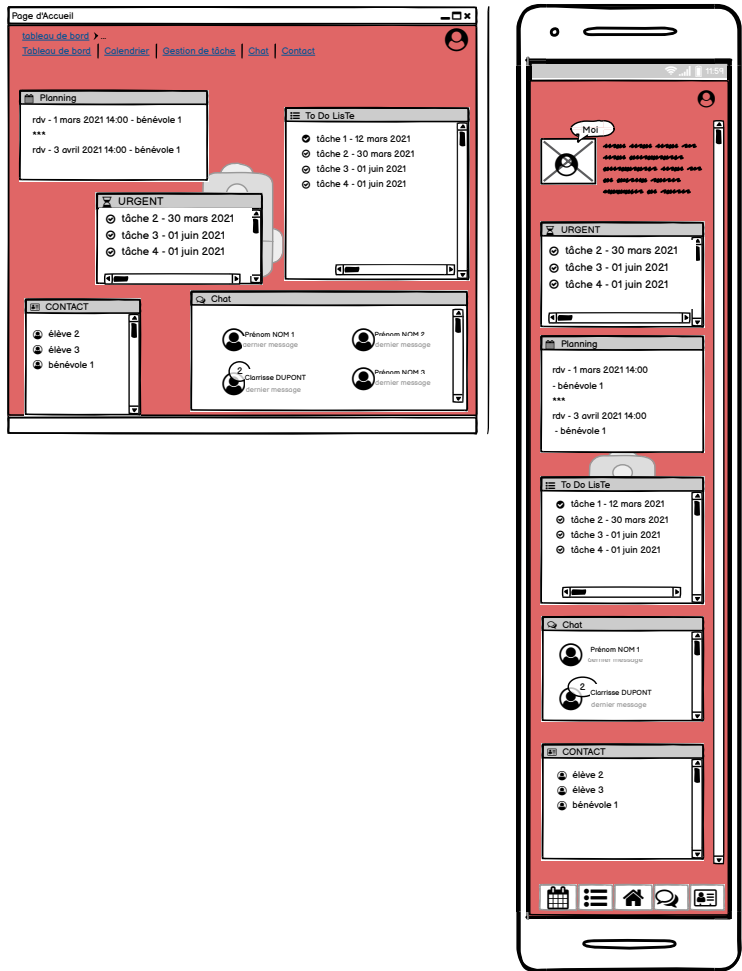 Page d'Accueil
tableau de bord ...
Tableau de bord | Calendrier | Gestion de tâche | Chat | Contact
Planning
rdv - 1 mars 2021 14:00 - bénévole 1
***
rdv - 3 avril 2021 14:00 - bénévole 1
To Do LisTe
tâche 1 - 12 mars 2021
tâche 2 - 30 mars 2021
tâche 3 - 01 juin 2021
tâche 4 - 01 juin 2021
URGENT
tâche 2 - 30 mars 2021
tâche 3 - 01 juin 2021
tâche 4 - 01 juin 2021
CONTACT
élève 2
élève 3
bénévole 1
Chat
Prénom NOM 1
dernier message
Prénom NOM 2
dernier message
2
Clarrisse DUPONT
dernier message
Prénom NOM 3
dernier message
11:59
Moi
URGENT
tâche 2 - 30 mars 2021
tâche 3 - 01 juin 2021
tâche 4 - 01 juin 2021
Planning
rdv - 1 mars 2021 14:00
- bénévole 1
***
rdv - 3 avril 2021 14:00
- bénévole 1
To Do LisTe
tâche 1 - 12 mars 2021
tâche 2 - 30 mars 2021
tâche 3 - 01 juin 2021
tâche 4 - 01 juin 2021
Chat
Prénom NOM 1
dernier message
2
Clarrisse DUPONT
dernier message
CONTACT
élève 2
élève 3
bénévole 1